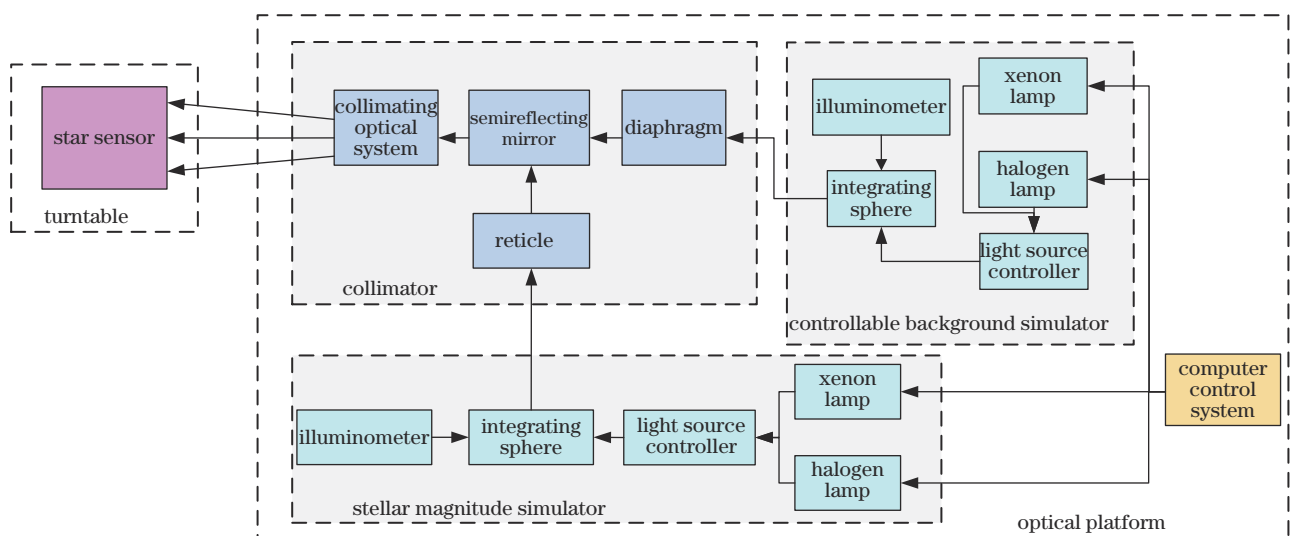 star sensor
turntable
collimating
optical
system
semireflecting
mirror
diaphragm
reticle
collimator
illuminometer
xenon
lamp
halogen
lamp
integrating
sphere
light source
controller
controllable background simulator
computer
control
system
xenon
lamp
illuminometer
integrating
sphere
light source
controller
halogen
lamp
stellar magnitude simulator
optical platform